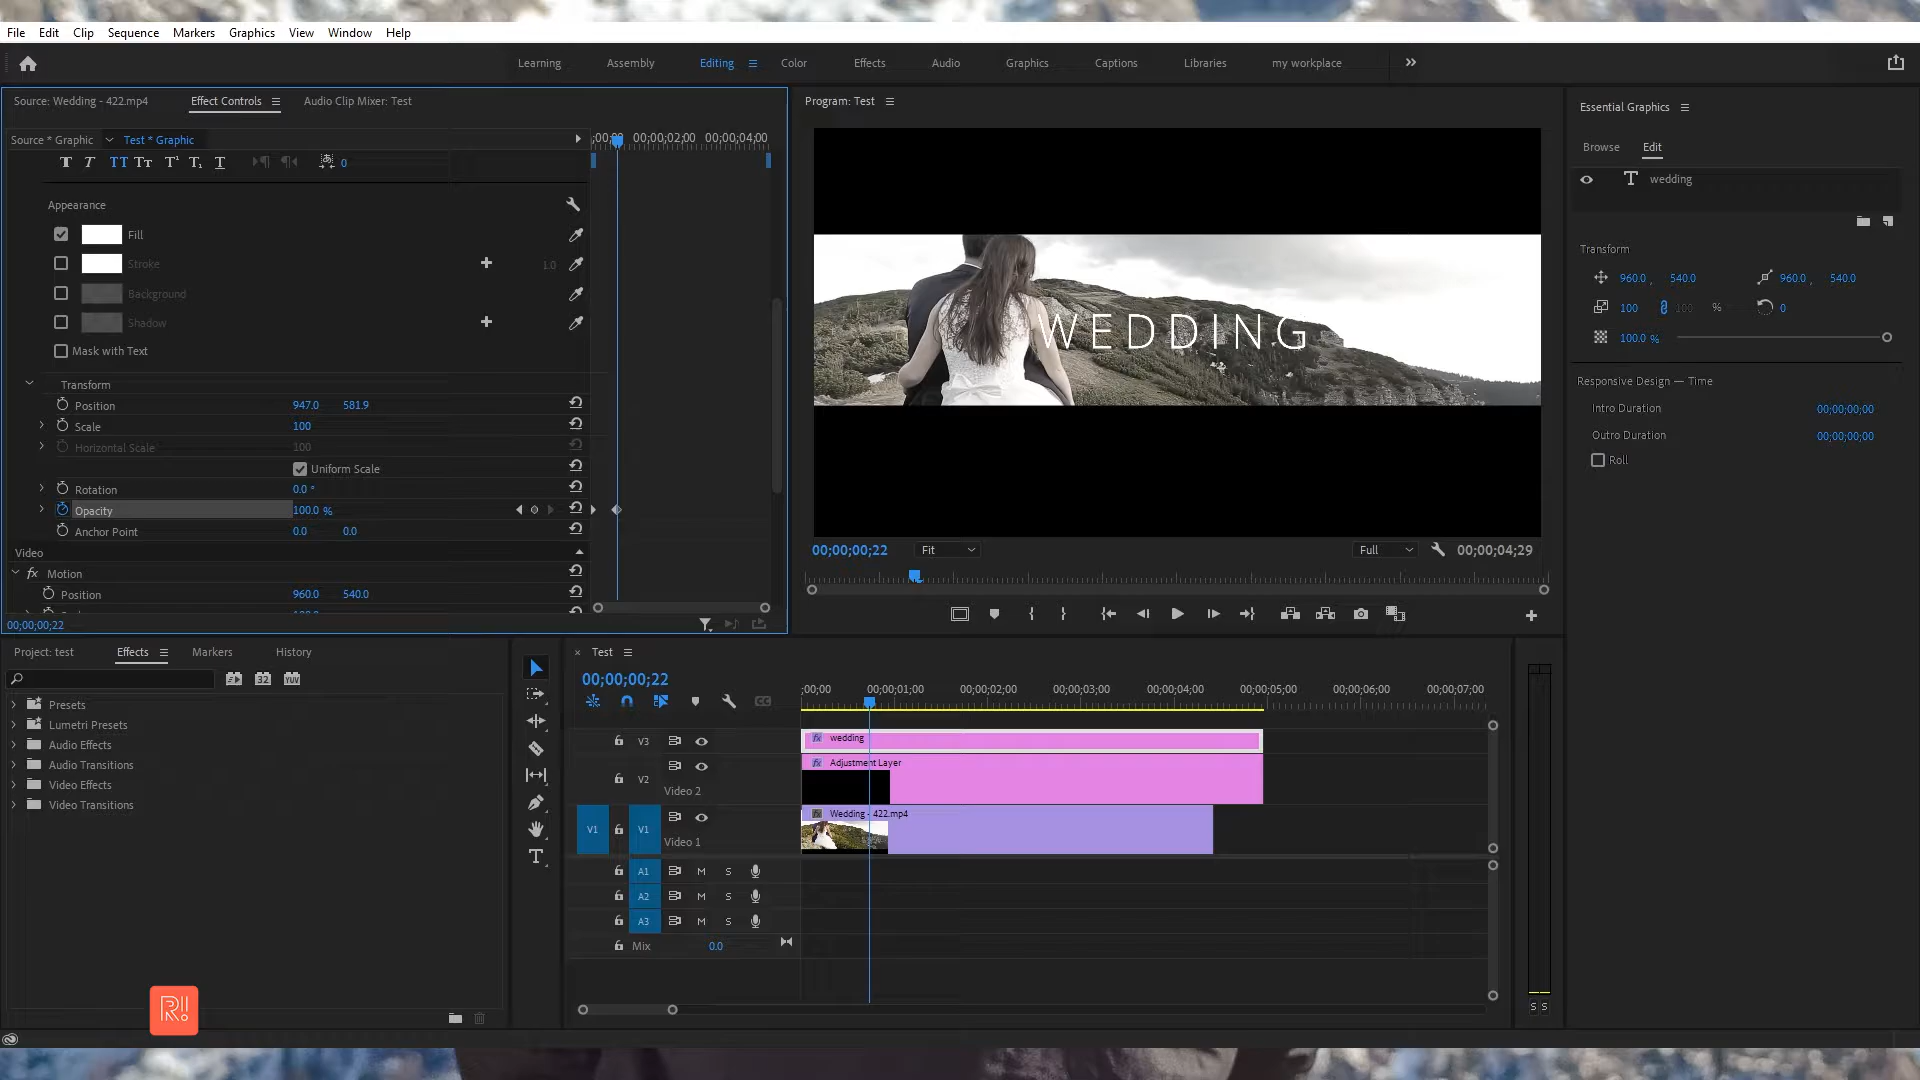 File Edit Clip Sequence Markers Graphics View Window Help
Learning Assembly Editing Color Effects Audio Graphics Captions Libraries my workplace
Source: Wedding - 422.mp4 Effect Controls Audio Clip Mixer: Test
Source * Graphic Test * Graphic
00;00;02;00 00;00;04;00
0
Appearance
Fill
Stroke 1.0
Background
Shadow
Mask with Text
Transform
Position 947.0 581.9
Scale 100
Horizontal Scale 100
Uniform Scale
Rotation 0.0 °
Opacity 100.0 %
Anchor Point 0.0 0.0
Video
fx Motion
Position 960.0 540.0
00;00;00;22
Program: Test
WEDDING
00;00;00;22 Fit Full 00;00;04;29
Essential Graphics
Browse Edit
wedding
Transform
960.0 , 540.0 960.0 , 540.0
100 100 % 0
100.0 %
Responsive Design — Time
Intro Duration 00;00;00;00
Outro Duration 00;00;00;00
Roll
Project: test Effects Markers History
32 YUV
Presets
Lumetri Presets
Audio Effects
Audio Transitions
Video Effects
Video Transitions
R!
Test
00;00;00;22
;00;00 00;00;01;00 00;00;02;00 00;00;03;00 00;00;04;00 00;00;05;00 00;00;06;00 00;00;07;00
V3 fx wedding
V2 Video 2 fx Adjustment Layer
V1 V1 Video 1 fx Wedding - 422.mp4
A1 M S
A2 M S
A3 M S
Mix 0.0
S S